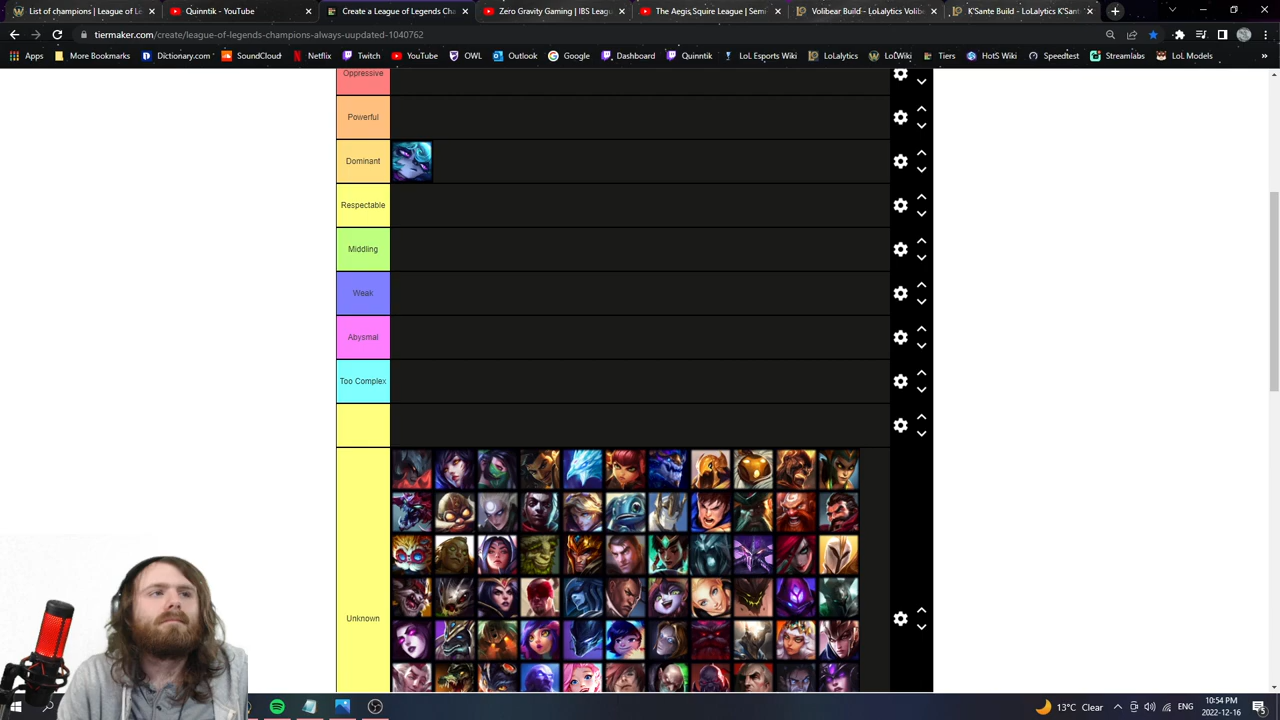 List of champions | League of L
Quinntik - YouTube
League of Legends Cha
Zero Gravity Gaming | IBS Leag
The Aegis Squire League | Semi
Volibear Build - LoLalytics Volib
K'Sante Build - LoLalytics K'Sant
tiermaker.com/create/league-of-legends-champions-always-uupdated-1040762
Apps
More Bookmarks
Dictionary.com
SoundCloud
Netflix
Twitch
YouTube
OWL
Outlook
Google
Dashboard
Quinntik
LoL Esports Wiki
LoLalytics
LoLWiki
Tiers
HotS Wiki
Speedtest
Streamlabs
LoL Models
Oppressive
Powerful
Dominant
Respectable
Middling
Weak
Abysmal
Too Complex
Unknown
13°C Clear
ENG
10:54 PM
2022-12-16